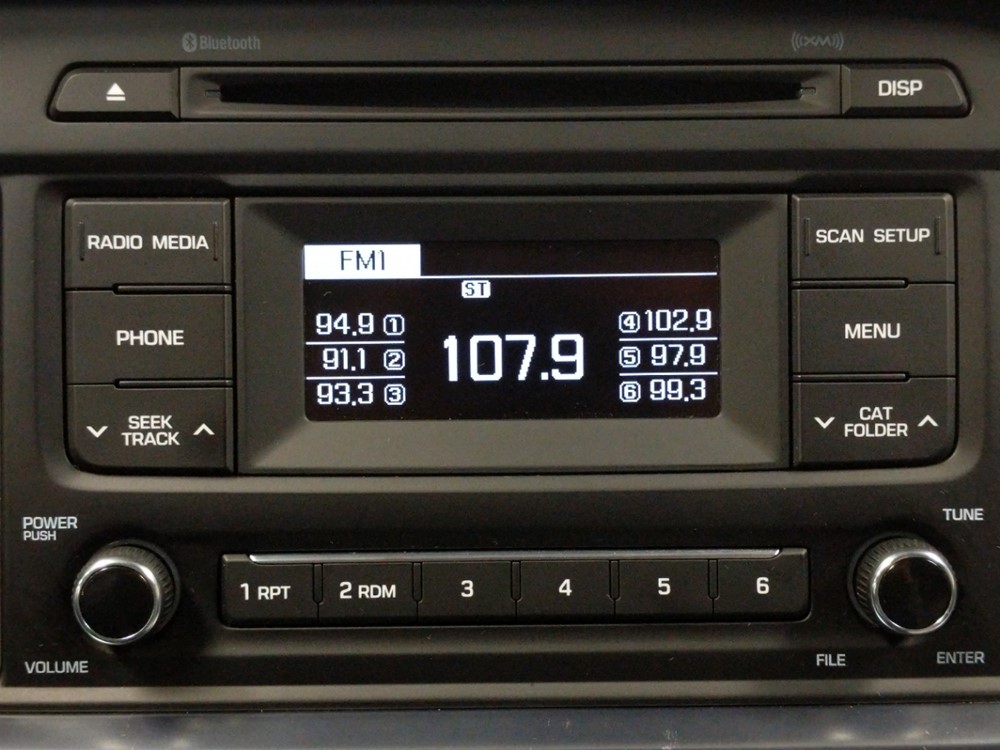 Bluetooth
((XM))
DISP
RADIO MEDIA
SCAN SETUP
FM1
ST
94.9 1
4 102.9
107.9
91.1 2
5 97.9
93.3 3
6 99.3
PHONE
MENU
SEEK
TRACK
CAT
FOLDER
POWER
PUSH
TUNE
1 RPT
2 RDM
3
4
5
6
VOLUME
FILE
ENTER